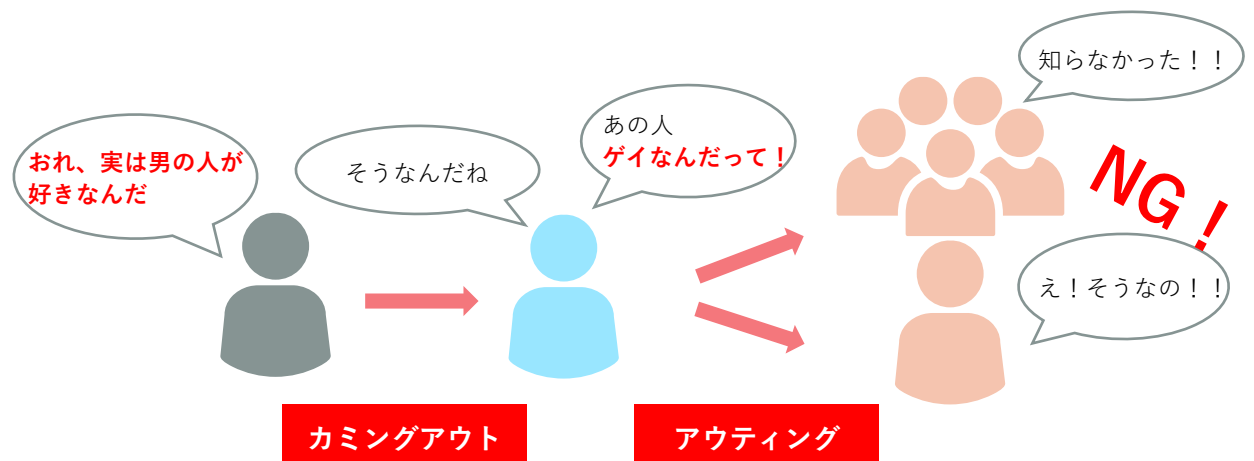 おれ、実は男の人が
好きなんだ
そうなんだね
あの人
ゲイなんだって！
知らなかった！！
NG！
え！そうなの！！
カミングアウト
アウティング